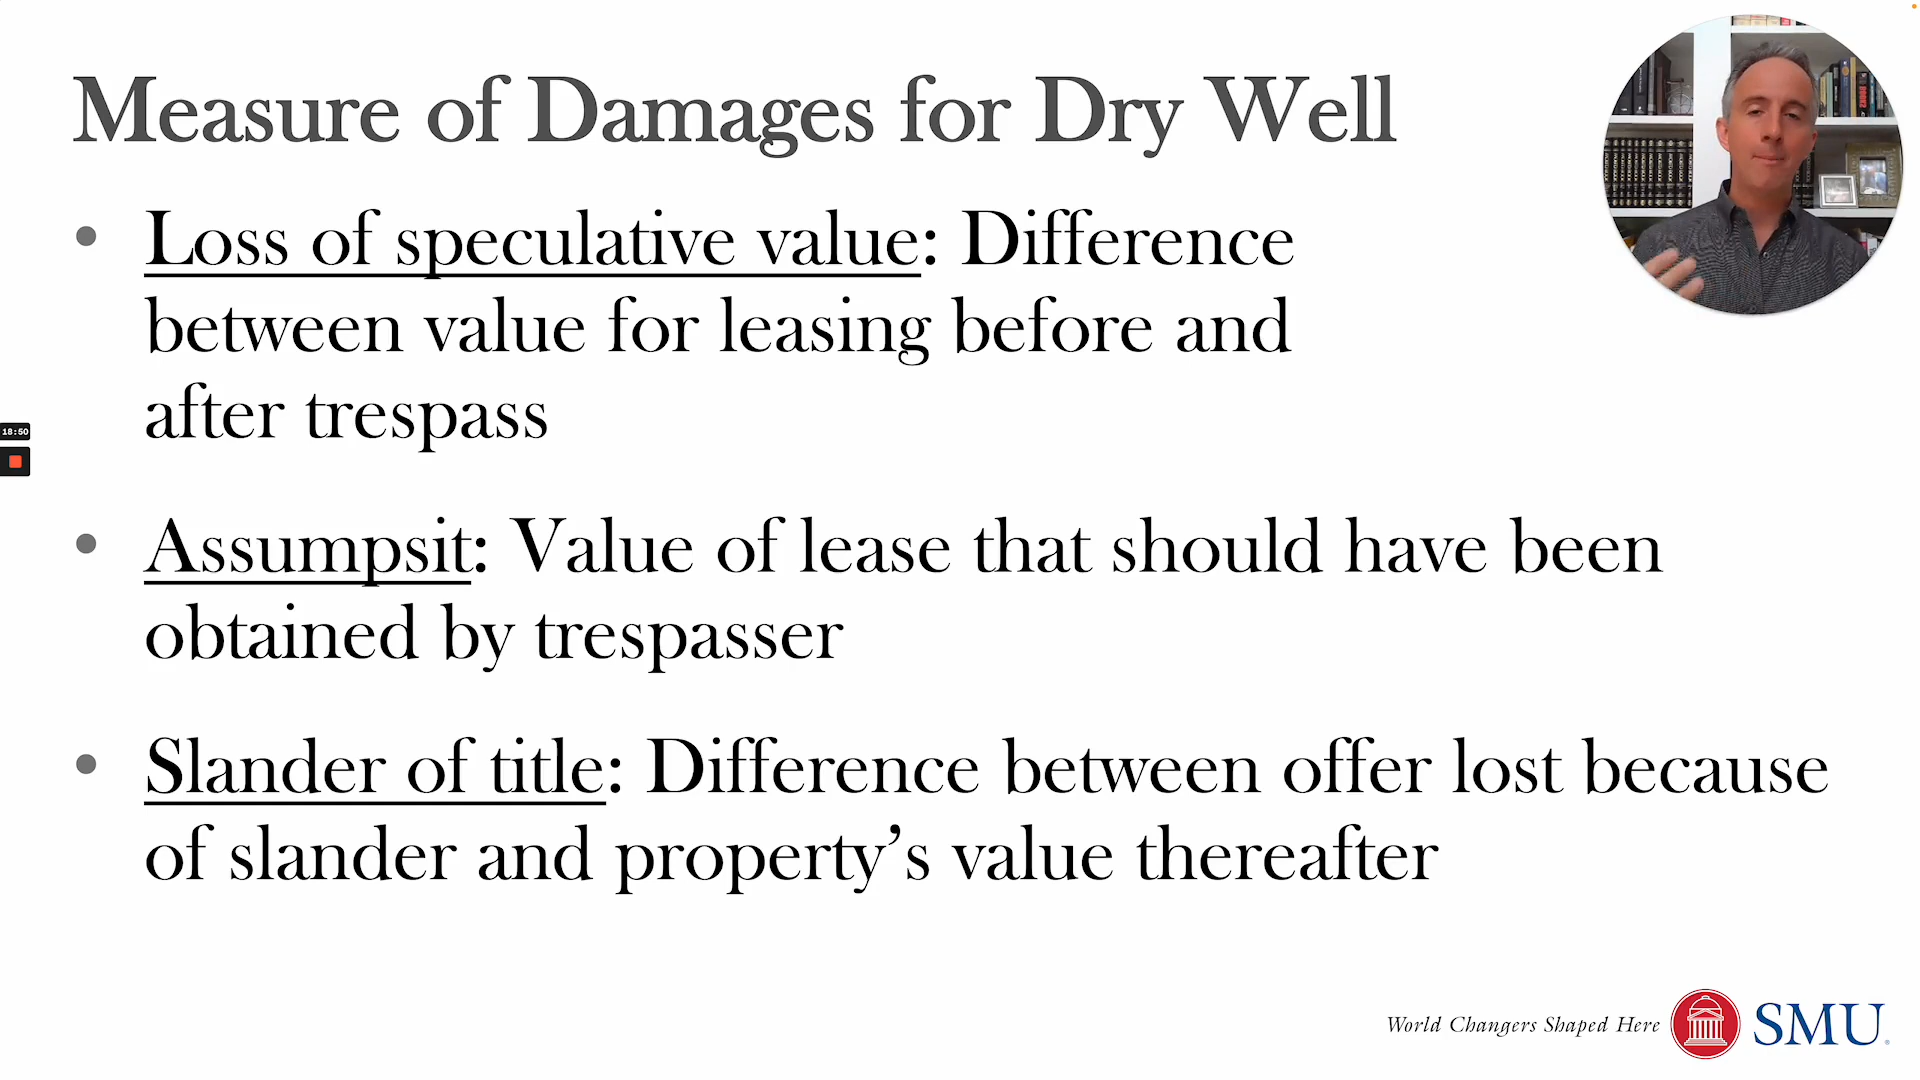 Measure of Damages for Dry Well
• Loss of speculative value: Difference
between value for leasing before and
after trespass
18:50
• Assumpsit: Value of lease that should have been
obtained by trespasser
• Slander of title: Difference between offer lost because
of slander and property’s value thereafter
World Changers Shaped Here
SMU